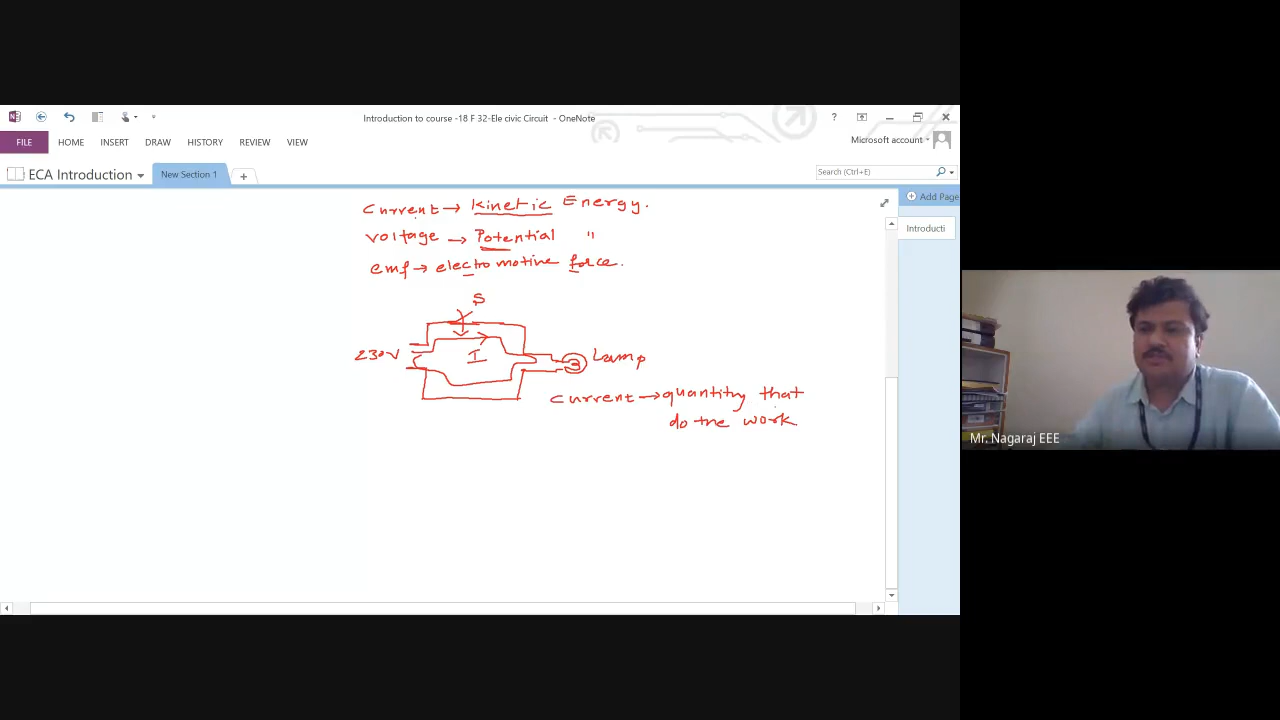 Introduction to course -18 F 32-Ele civic Circuit - OneNote
?
FILE
HOME
INSERT
DRAW
HISTORY
REVIEW
VIEW
Microsoft account
ECA Introduction
New Section 1
+
Search (Ctrl+E)
Add Page
Introducti
Current → Kinetic Energy.
Voltage → Potential "
emf → electromotive force.
S
230V
I
Lamp
Current → quantity that
do the work
Mr. Nagaraj EEE